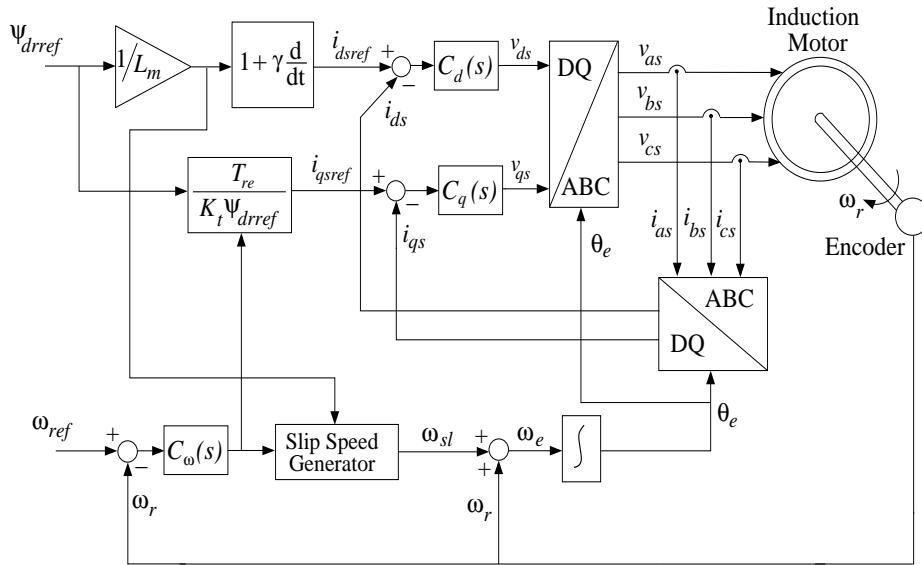 Induction
Motor
Ψdrref
1/Lm
1 + γ d/dt
idsref
+
−
Cd(s)
vds
DQ
ABC
vas
vbs
vcs
ids
Tre
KtΨdrref
iqsref
+
−
Cq(s)
vqs
iqs
θe
ias
ibs
ics
ωr
Encoder
ABC
DQ
θe
ωref
+
−
Cω(s)
Slip Speed
Generator
ωsl
+
+
ωe
∫
ωr
ωr